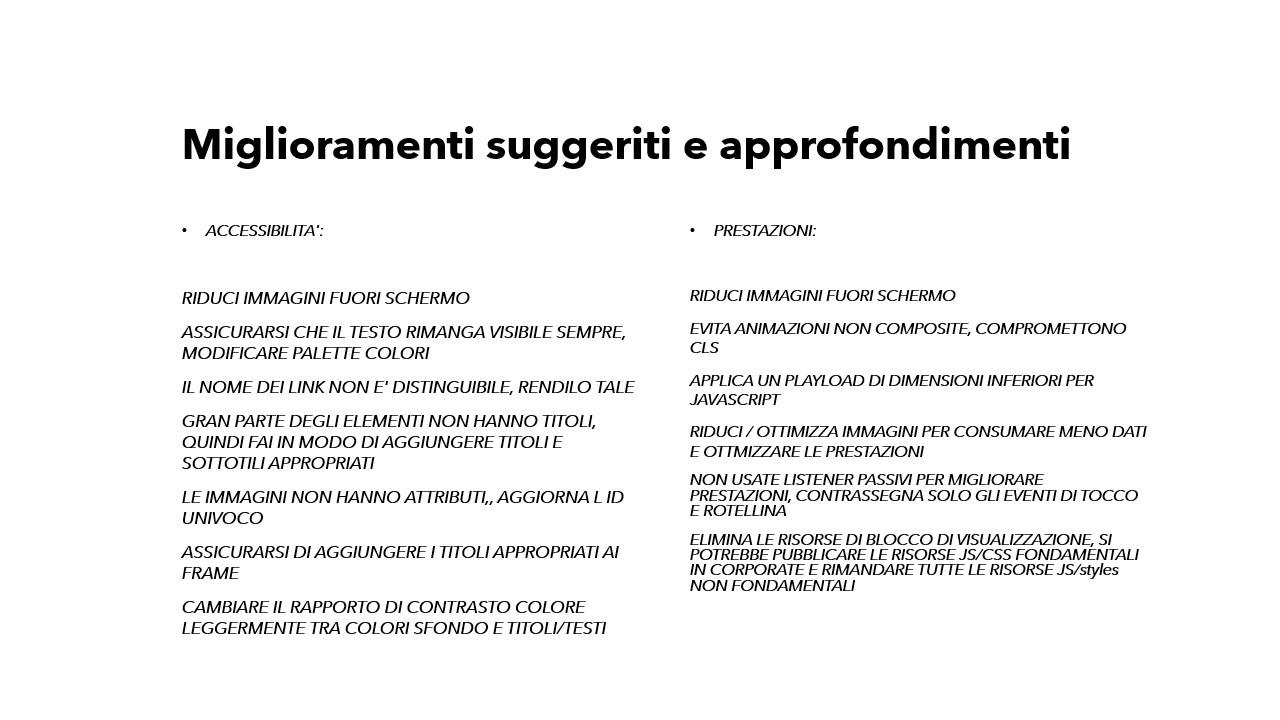 Miglioramenti suggeriti e approfondimenti
• ACCESSIBILITA':
RIDUCI IMMAGINI FUORI SCHERMO
ASSICURARSI CHE IL TESTO RIMANGA VISIBILE SEMPRE,
MODIFICARE PALETTE COLORI
IL NOME DEI LINK NON E' DISTINGUIBILE, RENDILO TALE
GRAN PARTE DEGLI ELEMENTI NON HANNO TITOLI,
QUINDI FAI IN MODO DI AGGIUNGERE TITOLI E
SOTTOTILI APPROPRIATI
LE IMMAGINI NON HANNO ATTRIBUTI,, AGGIORNA L ID
UNIVOCO
ASSICURARSI DI AGGIUNGERE I TITOLI APPROPRIATI AI
FRAME
CAMBIARE IL RAPPORTO DI CONTRASTO COLORE
LEGGERMENTE TRA COLORI SFONDO E TITOLI/TESTI
• PRESTAZIONI:
RIDUCI IMMAGINI FUORI SCHERMO
EVITA ANIMAZIONI NON COMPOSITE, COMPROMETTONO
CLS
APPLICA UN PLAYLOAD DI DIMENSIONI INFERIORI PER
JAVASCRIPT
RIDUCI / OTTIMIZZA IMMAGINI PER CONSUMARE MENO DATI
E OTTMIZZARE LE PRESTAZIONI
NON USATE LISTENER PASSIVI PER MIGLIORARE
PRESTAZIONI, CONTRASSEGNA SOLO GLI EVENTI DI TOCCO
E ROTELLINA
ELIMINA LE RISORSE DI BLOCCO DI VISUALIZZAZIONE, SI
POTREBBE PUBBLICARE LE RISORSE JS/CSS FONDAMENTALI
IN CORPORATE E RIMANDARE TUTTE LE RISORSE JS/styles
NON FONDAMENTALI